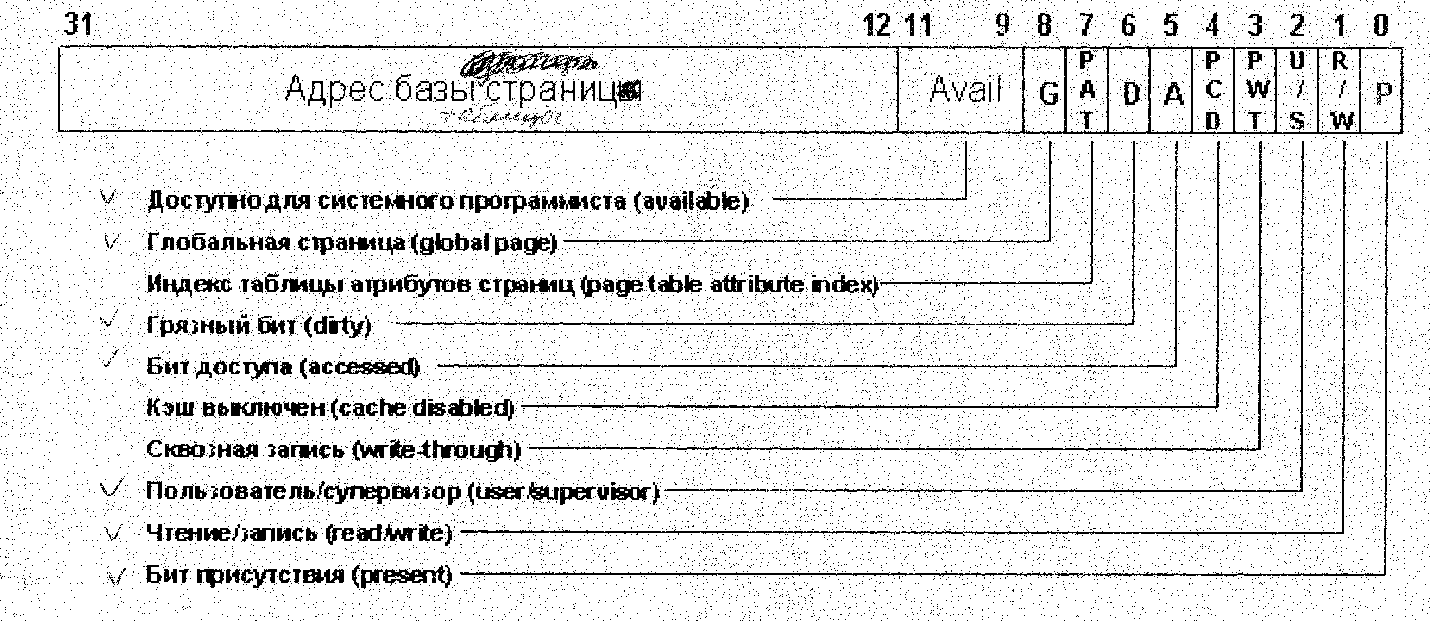 31 12 11 9 8 7 6 5 4 3 2 1 0
Адрес базы страницы Avail G PAT D A PCD PWT U/S R/W P
Доступно для системного программиста (available)
Глобальная страница (global page)
Индекс таблицы атрибутов страниц (page table attribute index)
Грязный бит (dirty)
Бит доступа (accessed)
Кэш выключен (cache disabled)
Сквозная запись (write-through)
Пользователь/супервизор (user/supervisor)
Чтение/запись (read/write)
Бит присутствия (present)